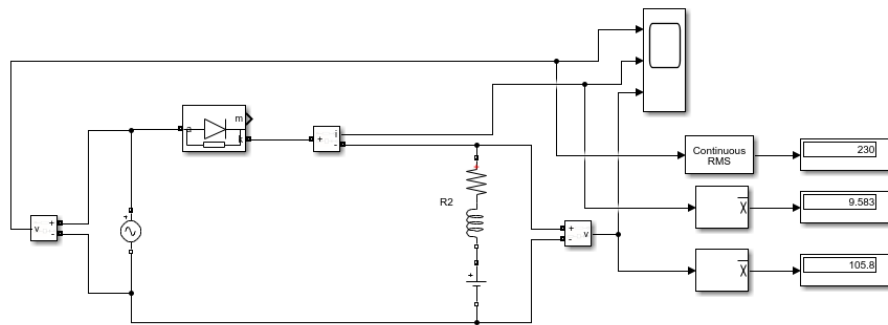 m
a
k
+
i
-
Continuous
RMS
230
R2
9.583
+
v
-
+
+
v
-
105.8
+
x̄
x̄